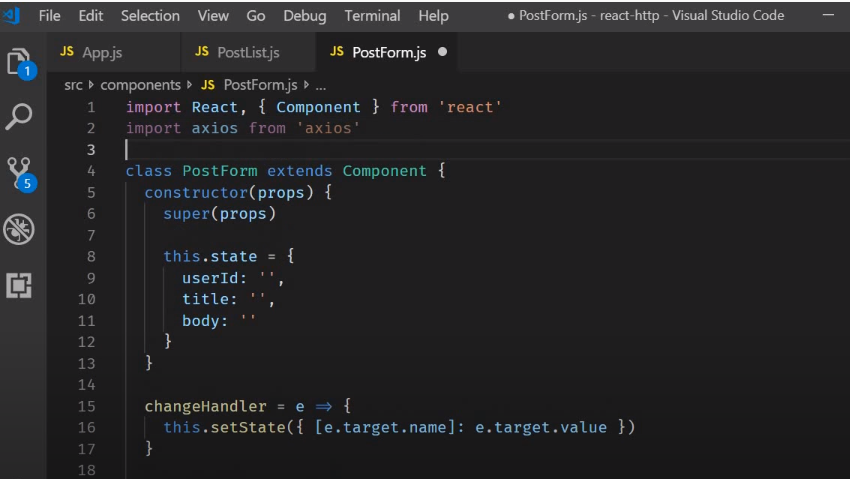 File Edit Selection View Go Debug Terminal Help ● PostForm.js - react-http - Visual Studio Code
JS App.js JS PostList.js JS PostForm.js ●
1
5
src components JS PostForm.js ...
1 import React, { Component } from 'react'
2 import axios from 'axios'
3
4 class PostForm extends Component {
5 constructor(props) {
6 super(props)
7
8 this.state = {
9 userId: '',
10 title: '',
11 body: ''
12 }
13 }
14
15 changeHandler = e => {
16 this.setState({ [e.target.name]: e.target.value })
17 }
18